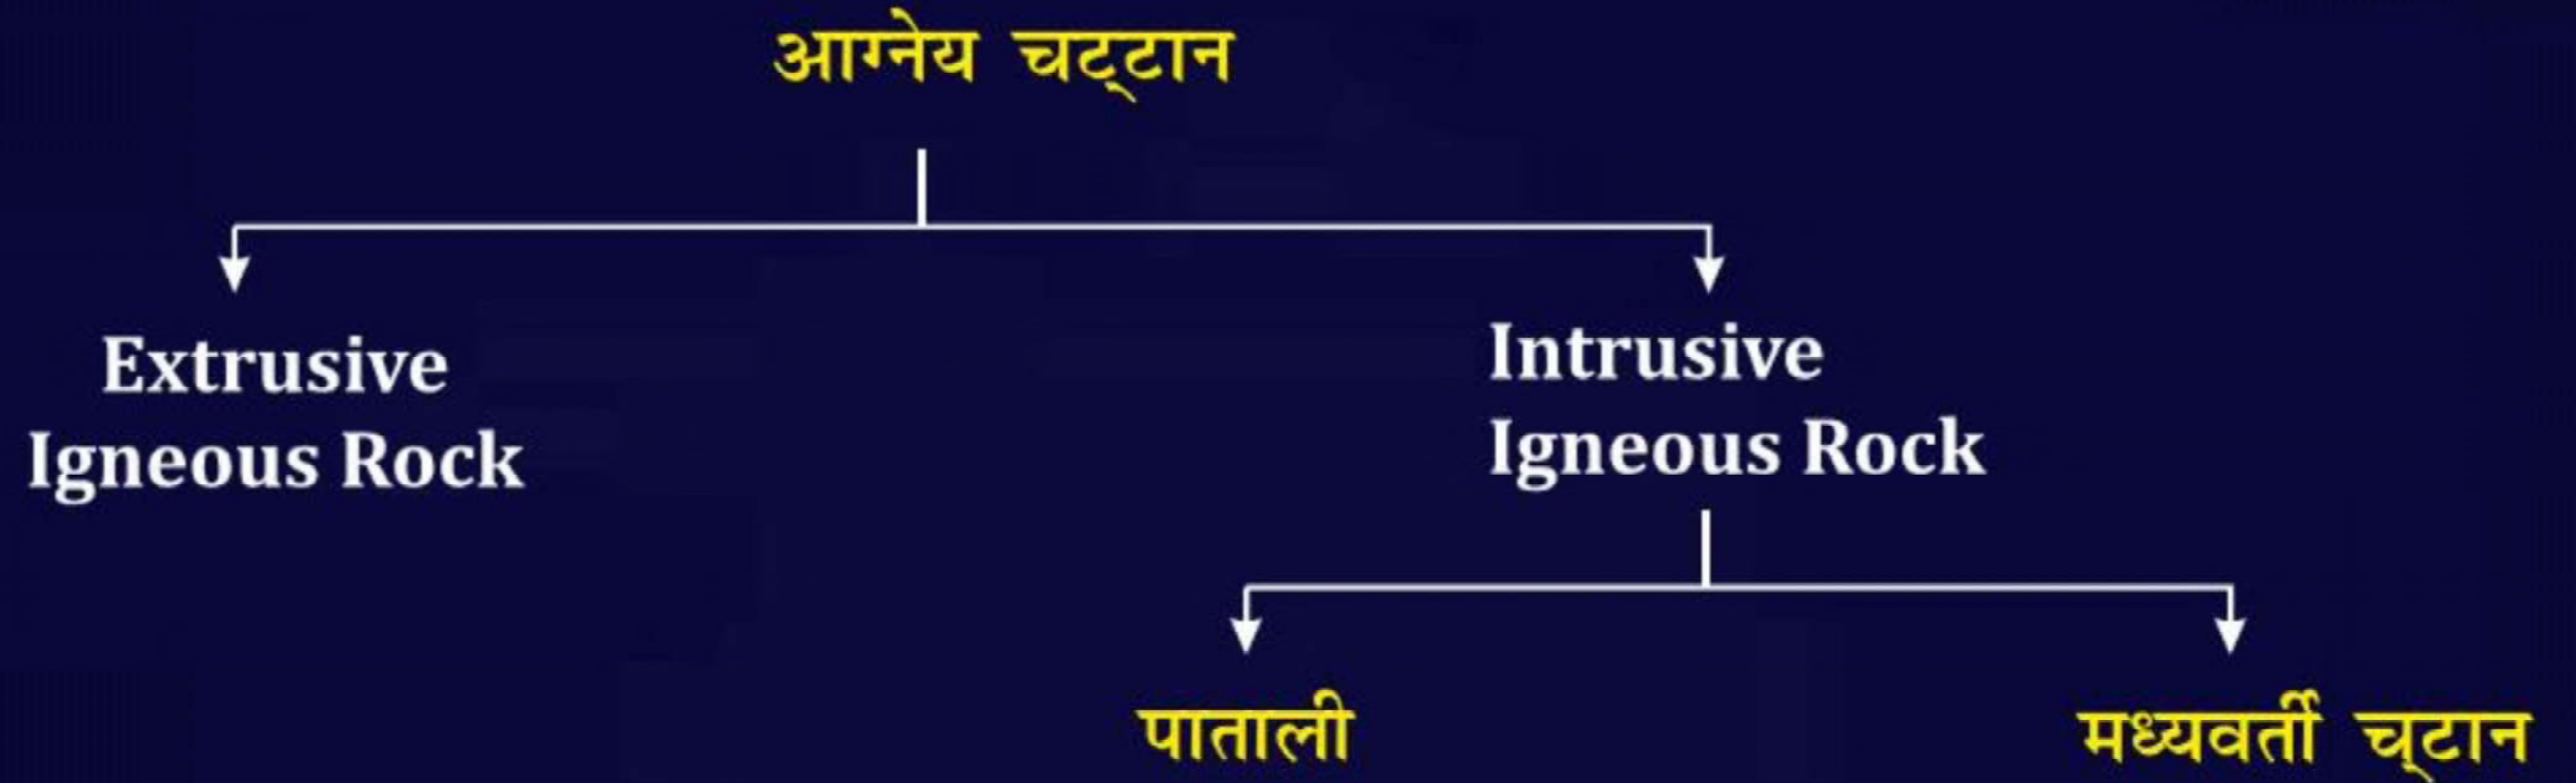 आग्नेय चट्टान
Extrusive
Igneous Rock
Intrusive
Igneous Rock
पाताली
मध्यवर्ती च्टान